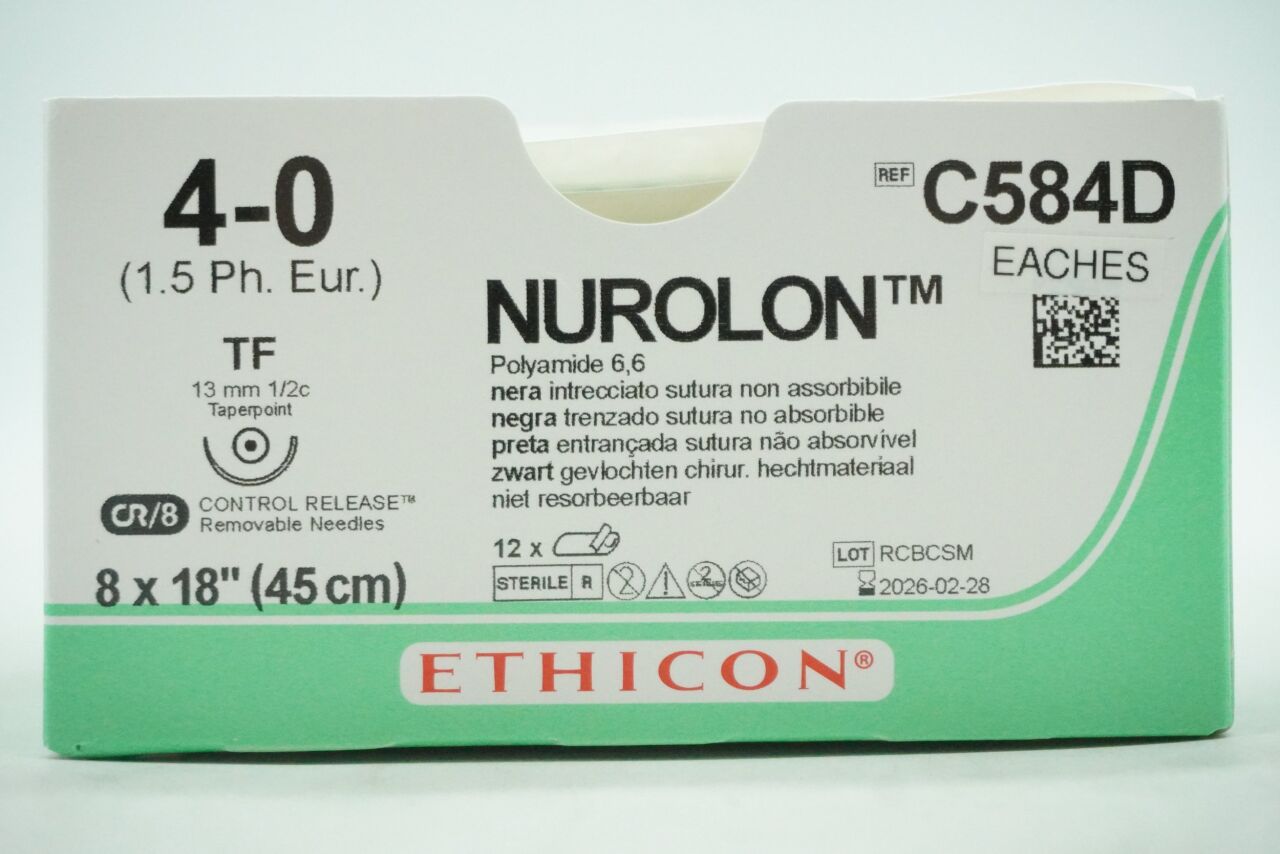 4-0
(1.5 Ph. Eur.)
TF
13 mm 1/2c
Taperpoint
CR/8 CONTROL RELEASE™
Removable Needles
8 x 18" (45 cm)
REF C584D
EACHES
NUROLON™
Polyamide 6,6
nera intrecciato sutura non assorbibile
negra trenzado sutura no absorbible
preta entrançada sutura não absorvível
zwart gevlochten chirur. hechtmateriaal
niet resorbeerbaar
12 x
STERILE R
LOT RCBCSM
2026-02-28
ETHICON®